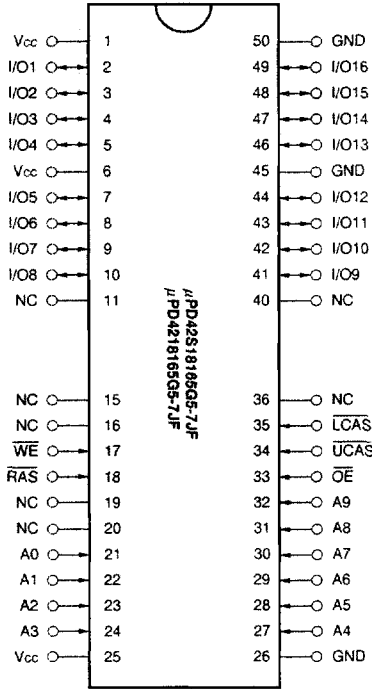 Vcc 1 50 GND
I/O1 2 49 I/O16
I/O2 3 48 I/O15
I/O3 4 47 I/O14
I/O4 5 46 I/O13
Vcc 6 45 GND
I/O5 7 44 I/O12
I/O6 8 43 I/O11
I/O7 9 42 I/O10
I/O8 10 41 I/O9
NC 11 40 NC
µPD42S18165G5-7JF
µPD4218165G5-7JF
NC 15 36 NC
NC 16 35 LCAS
WE 17 34 UCAS
RAS 18 33 OE
NC 19 32 A9
NC 20 31 A8
A0 21 30 A7
A1 22 29 A6
A2 23 28 A5
A3 24 27 A4
Vcc 25 26 GND